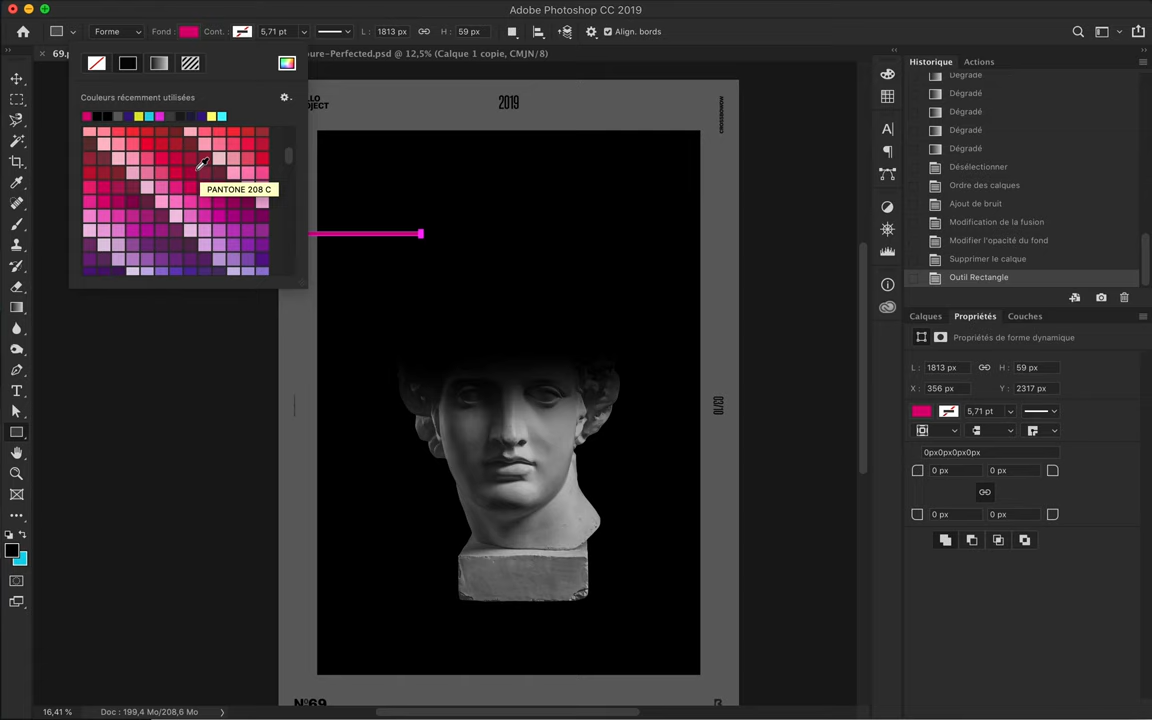 Adobe Photoshop CC 2019
Forme
Fond :
Cont. :
5,71 pt
L :
1813 px
H :
59 px
Align. bords
69.p
ure-Perfected.psd @ 12,5% (Calque 1 copie, CMJN/8)
Couleurs récemment utilisées
PANTONE 208 C
LLO
OJECT
2019
N°69
16,41 %
Doc : 199,4 Mo/208,6 Mo
Historique
Actions
Dégradé
Dégradé
Dégradé
Dégradé
Dégradé
Désélectionner
Ordre des calques
Ajout de bruit
Modification de la fusion
Modifier l'opacité du fond
Supprimer le calque
Outil Rectangle
Calques
Propriétés
Couches
Propriétés de forme dynamique
L : 1813 px
H : 59 px
X : 356 px
Y : 2317 px
5,71 pt
0px0px0px0px
0 px
0 px
0 px
0 px